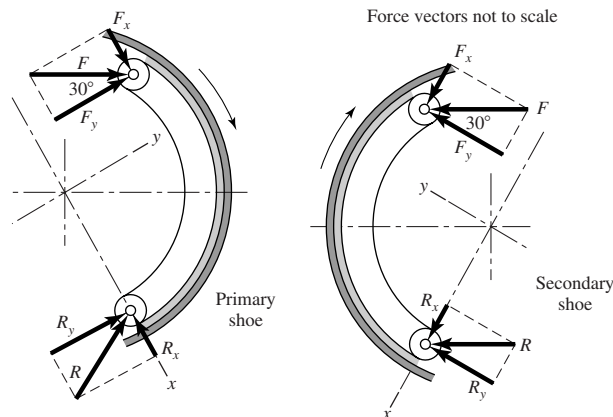 Force vectors not to scale
F_x
F
30°
F_y
y
Primary
shoe
R_y
R
R_x
x
F_x
F
30°
F_y
y
Secondary
shoe
R_x
R
R_y
x